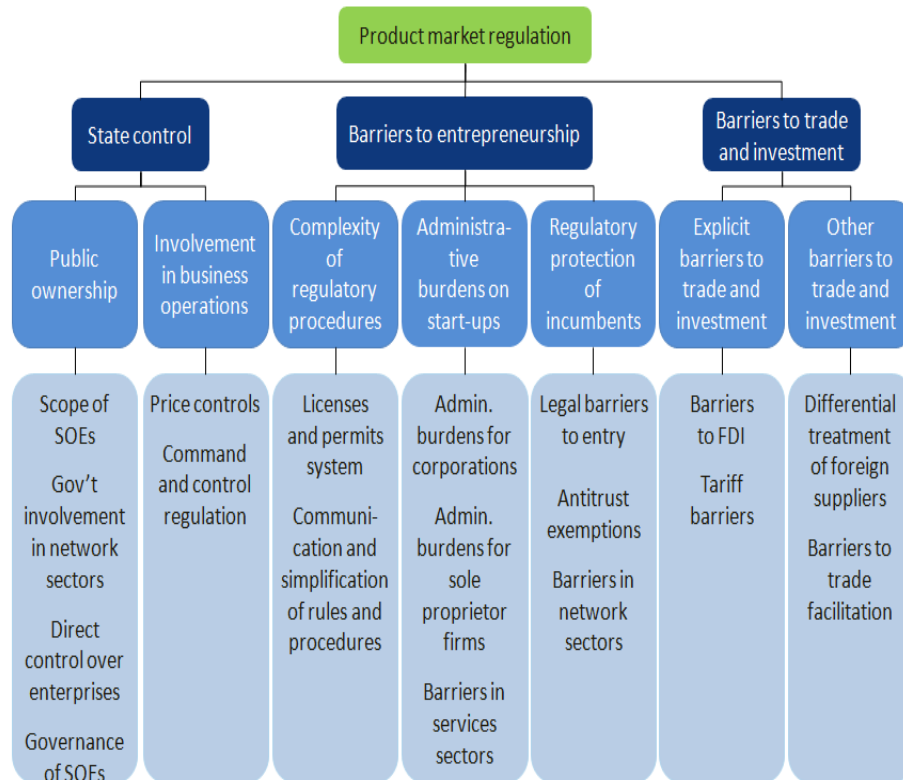 Product market regulation
State control
Barriers to entrepreneurship
Barriers to trade
and investment
Public
ownership
Involvement
in business
operations
Complexity
of
regulatory
procedures
Administra-
tive
burdens on
start-ups
Regulatory
protection
of
incumbents
Explicit
barriers to
trade and
investment
Other
barriers to
trade and
investment
Scope of
SOEs
Gov't
involvement
in network
sectors
Direct
control over
enterprises
Governance
of SOEs
Price controls
Command
and control
regulation
Licenses
and permits
system
Communi-
cation and
simplification
of rules and
procedures
Admin.
burdens for
corporations
Admin.
burdens for
sole
proprietor
firms
Barriers in
services
sectors
Legal barriers
to entry
Antitrust
exemptions
Barriers in
network
sectors
Barriers
to FDI
Tariff
barriers
Differential
treatment
of foreign
suppliers
Barriers to
trade
facilitation